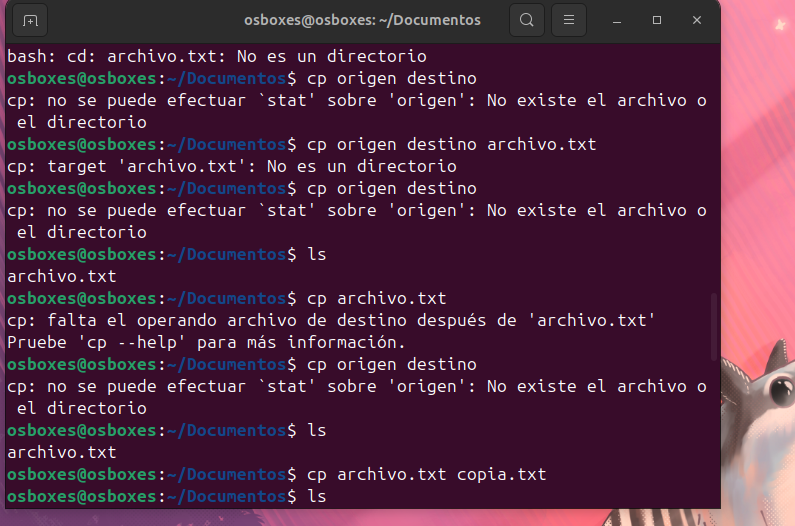 osboxes@osboxes: ~/Documentos
bash: cd: archivo.txt: No es un directorio
osboxes@osboxes:~/Documentos$ cp origen destino
cp: no se puede efectuar `stat' sobre 'origen': No existe el archivo o
 el directorio
osboxes@osboxes:~/Documentos$ cp origen destino archivo.txt
cp: target 'archivo.txt': No es un directorio
osboxes@osboxes:~/Documentos$ cp origen destino
cp: no se puede efectuar `stat' sobre 'origen': No existe el archivo o
 el directorio
osboxes@osboxes:~/Documentos$ ls
archivo.txt
osboxes@osboxes:~/Documentos$ cp archivo.txt
cp: falta el operando archivo de destino después de 'archivo.txt'
Pruebe 'cp --help' para más información.
osboxes@osboxes:~/Documentos$ cp origen destino
cp: no se puede efectuar `stat' sobre 'origen': No existe el archivo o
 el directorio
osboxes@osboxes:~/Documentos$ ls
archivo.txt
osboxes@osboxes:~/Documentos$ cp archivo.txt copia.txt
osboxes@osboxes:~/Documentos$ ls